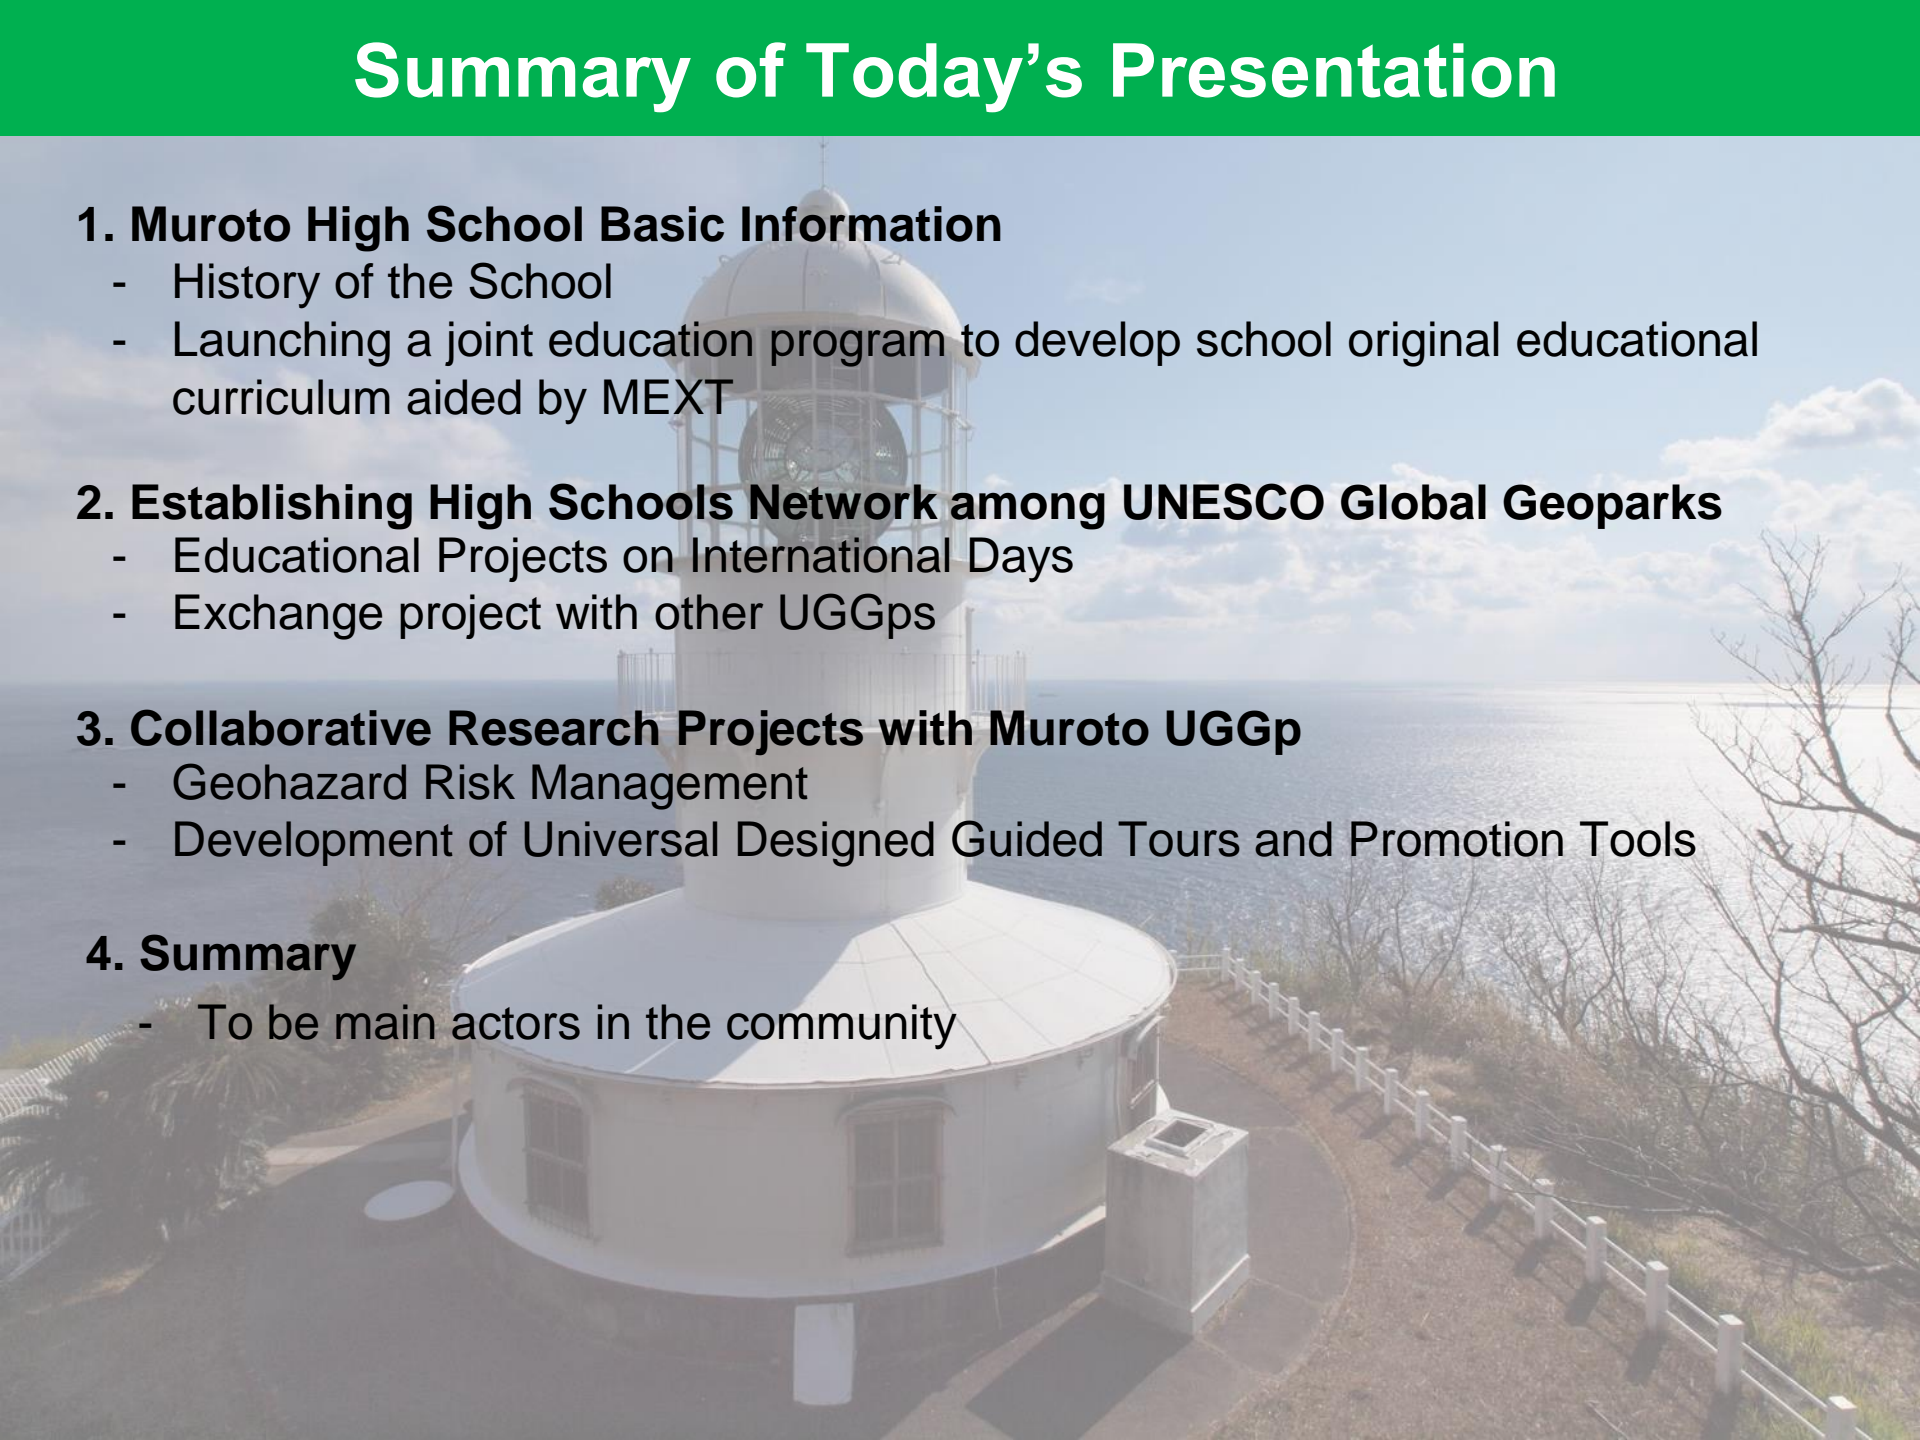 Summary of Today’s Presentation
1. Muroto High School Basic Information
- History of the School
- Launching a joint education program to develop school original educational
curriculum aided by MEXT
2. Establishing High Schools Network among UNESCO Global Geoparks
- Educational Projects on International Days
- Exchange project with other UGGps
3. Collaborative Research Projects with Muroto UGGp
- Geohazard Risk Management
- Development of Universal Designed Guided Tours and Promotion Tools
4. Summary
- To be main actors in the community